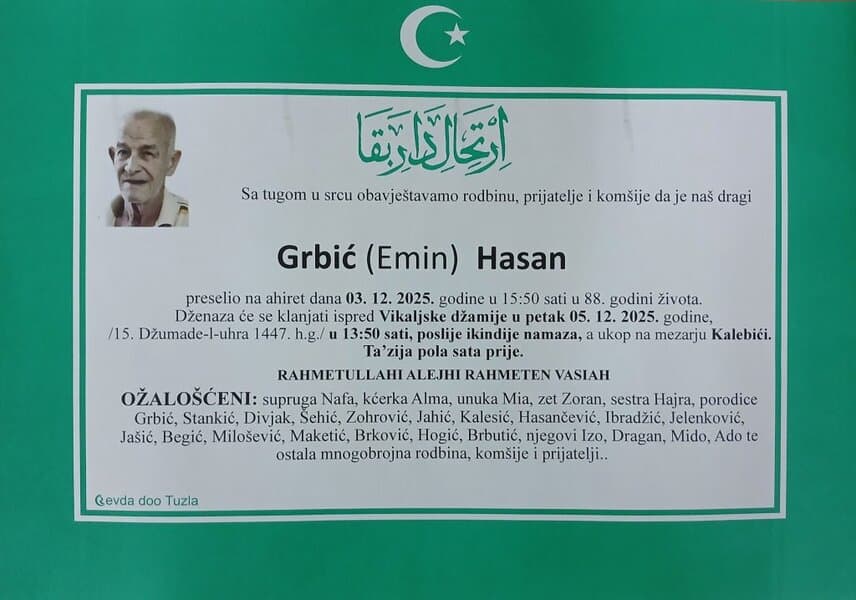 اِرْتِحَالِ دَارِ بَقَا
Sa tugom u srcu obavještavamo rodbinu, prijatelje i komšije da je naš dragi
Grbić (Emin) Hasan
preselio na ahiret dana 03. 12. 2025. godine u 15:50 sati u 88. godini života.
Dženaza će se klanjati ispred Vikaljske džamije u petak 05. 12. 2025. godine,
/15. Džumade-l-uhra 1447. h.g./ u 13:50 sati, poslije ikindije namaza, a ukop na mezarju Kalebići.
Ta’zija pola sata prije.
RAHMETULLAHI ALEJHI RAHMETEN VASIAH
OŽALOŠĆENI: supruga Nafa, kćerka Alma, unuka Mia, zet Zoran, sestra Hajra, porodice
Grbić, Stankić, Divjak, Šehić, Zohrović, Jahić, Kalesić, Hasančević, Ibradžić, Jelenković,
Jašić, Begić, Milošević, Maketić, Brković, Hogić, Brbutić, njegovi Izo, Dragan, Mido, Ado te
ostala mnogobrojna rodbina, komšije i prijatelji..
Revda doo Tuzla